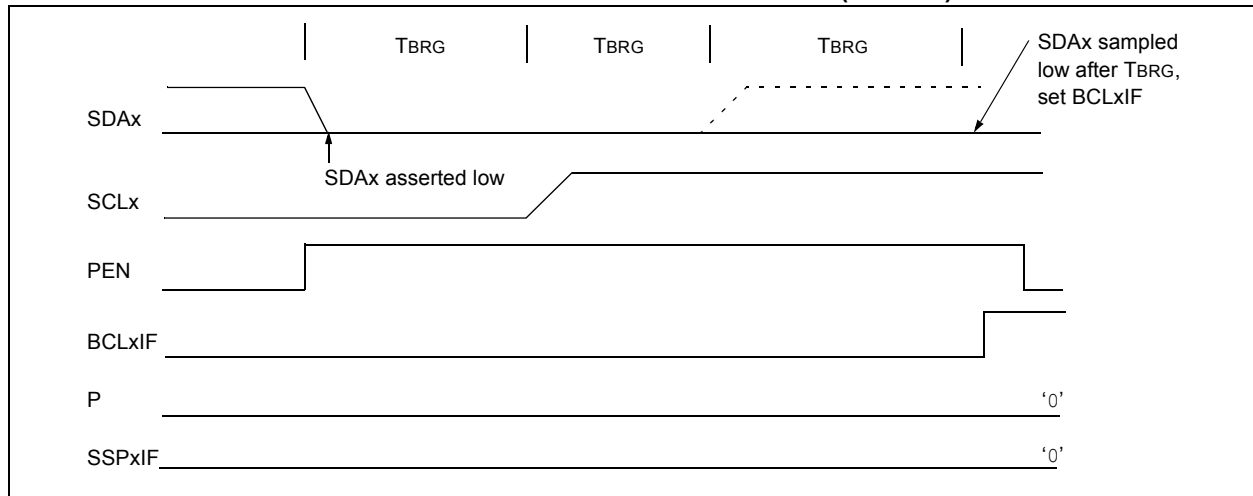 TBRG TBRG TBRG
SDAx sampled
low after TBRG,
set BCLxIF
SDAx
SDAx asserted low
SCLx
PEN
BCLxIF
P '0'
SSPxIF '0'